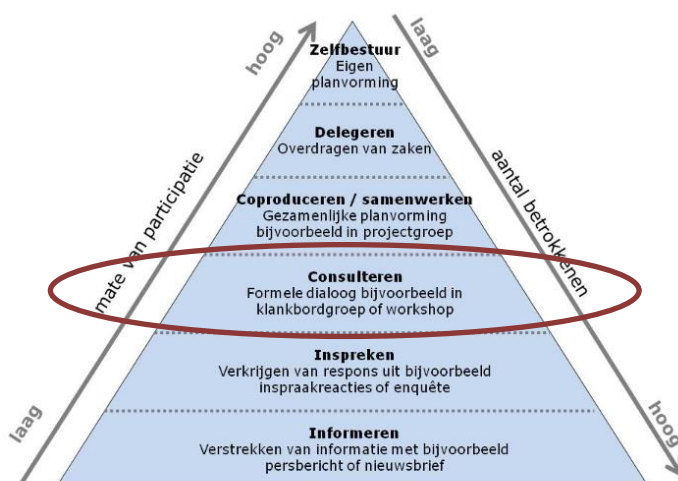 hoog
laag
Zelfbestuur
Eigen
planvorming
Delegeren
Overdragen van zaken
mate van participatie
aantal betrokkenen
Coproduceren / samenwerken
Gezamenlijke planvorming
bijvoorbeeld in projectgroep
Consulteren
Formele dialoog bijvoorbeeld in
klankbordgroep of workshop
Inspreken
Verkrijgen van respons uit bijvoorbeeld
inspraakreacties of enquête
laag
hoog
Informeren
Verstrekken van informatie met bijvoorbeeld
persbericht of nieuwsbrief